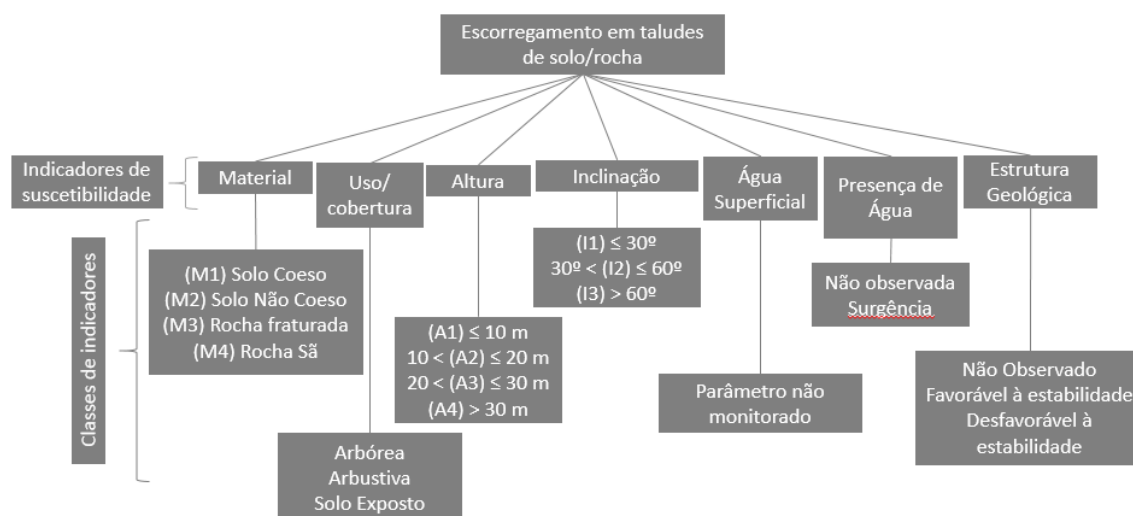 Escorregamento em taludes
de solo/rocha
Indicadores de
suscetibilidade
Material
Uso/
cobertura
Altura
Inclinação
Água
Superficial
Presença de
Água
Estrutura
Geológica
Classes de indicadores
(M1) Solo Coeso
(M2) Solo Não Coeso
(M3) Rocha fraturada
(M4) Rocha Sã
Arbórea
Arbustiva
Solo Exposto
(A1) ≤ 10 m
10 < (A2) ≤ 20 m
20 < (A3) ≤ 30 m
(A4) > 30 m
(I1) ≤ 30º
30º < (I2) ≤ 60º
(I3) > 60º
Parâmetro não
monitorado
Não observada
Surgência
Não Observado
Favorável à estabilidade
Desfavorável à
estabilidade